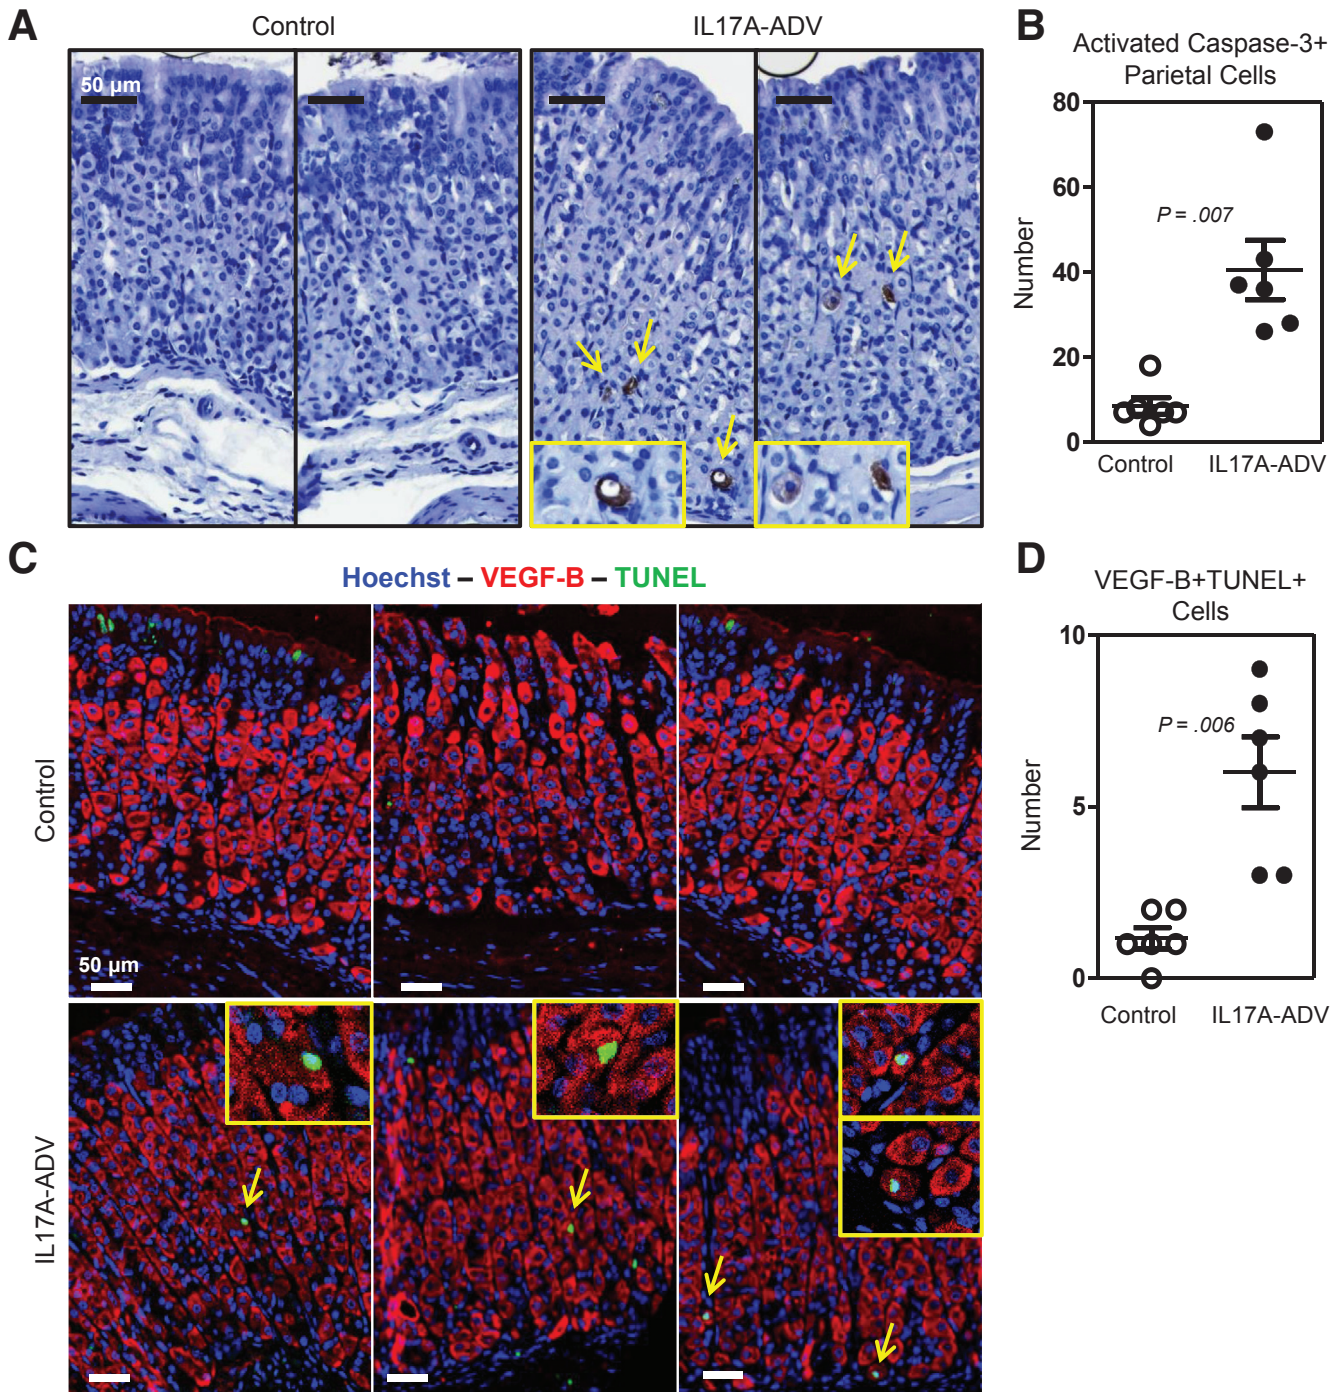 A
Control
IL17A-ADV
50 µm
B
Activated Caspase-3+
Parietal Cells
80
60
40
20
0
Number
P = .007
Control
IL17A-ADV
C
Hoechst – VEGF-B – TUNEL
Control
50 µm
IL17A-ADV
D
VEGF-B+TUNEL+
Cells
10
5
0
Number
P = .006
Control
IL17A-ADV